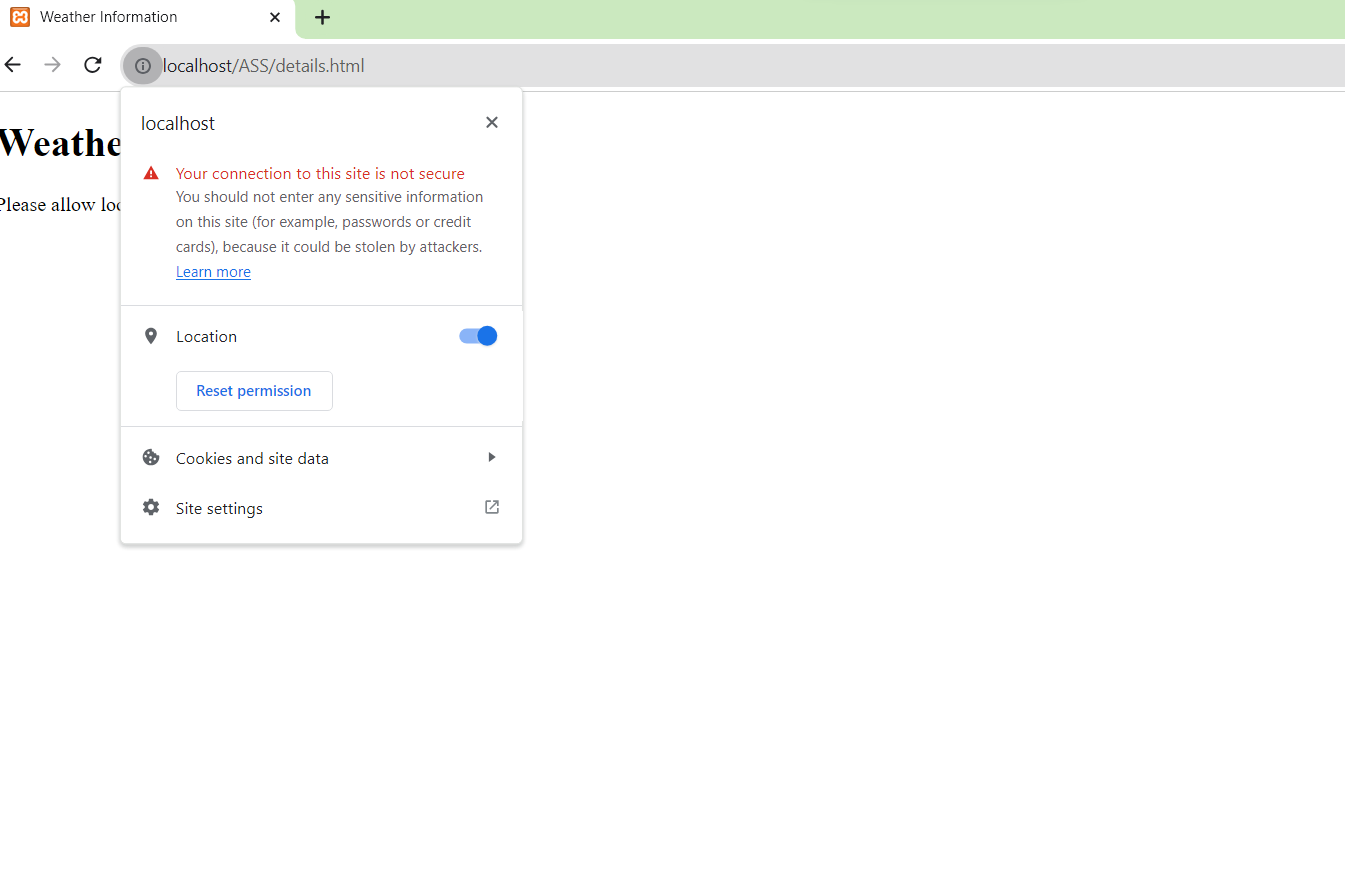 Weather Information
localhost/ASS/details.html
Weathe
Please allow loc
localhost
Your connection to this site is not secure
You should not enter any sensitive information
on this site (for example, passwords or credit
cards), because it could be stolen by attackers.
Learn more
Location
Reset permission
Cookies and site data
Site settings